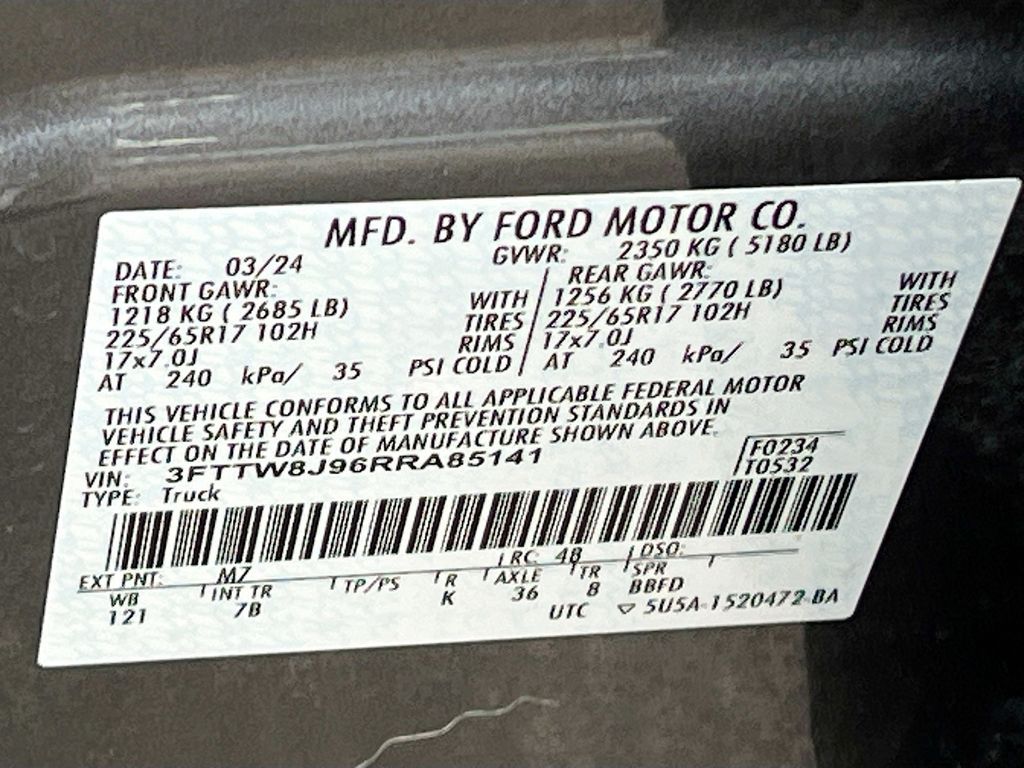 MFD. BY FORD MOTOR CO.
DATE: 03/24 GVWR: 2350 KG ( 5180 LB)
FRONT GAWR: REAR GAWR:
1218 KG ( 2685 LB) WITH 1256 KG ( 2770 LB) WITH
225/65R17 102H TIRES 225/65R17 102H TIRES
17x7.0J RIMS 17x7.0J RIMS
AT 240 kPa/ 35 PSI COLD AT 240 kPa/ 35 PSI COLD
THIS VEHICLE CONFORMS TO ALL APPLICABLE FEDERAL MOTOR
VEHICLE SAFETY AND THEFT PREVENTION STANDARDS IN
EFFECT ON THE DATE OF MANUFACTURE SHOWN ABOVE.
VIN: 3FTTW8J96RRA85141 F0234
TYPE: Truck T0532
EXT PNT: M7 RC: 48 DSO:
WB INT TR TP/PS R AXLE TR SPR
121 7B K 36 8 BBFD
UTC ▽ 5U5A-1520472-BA